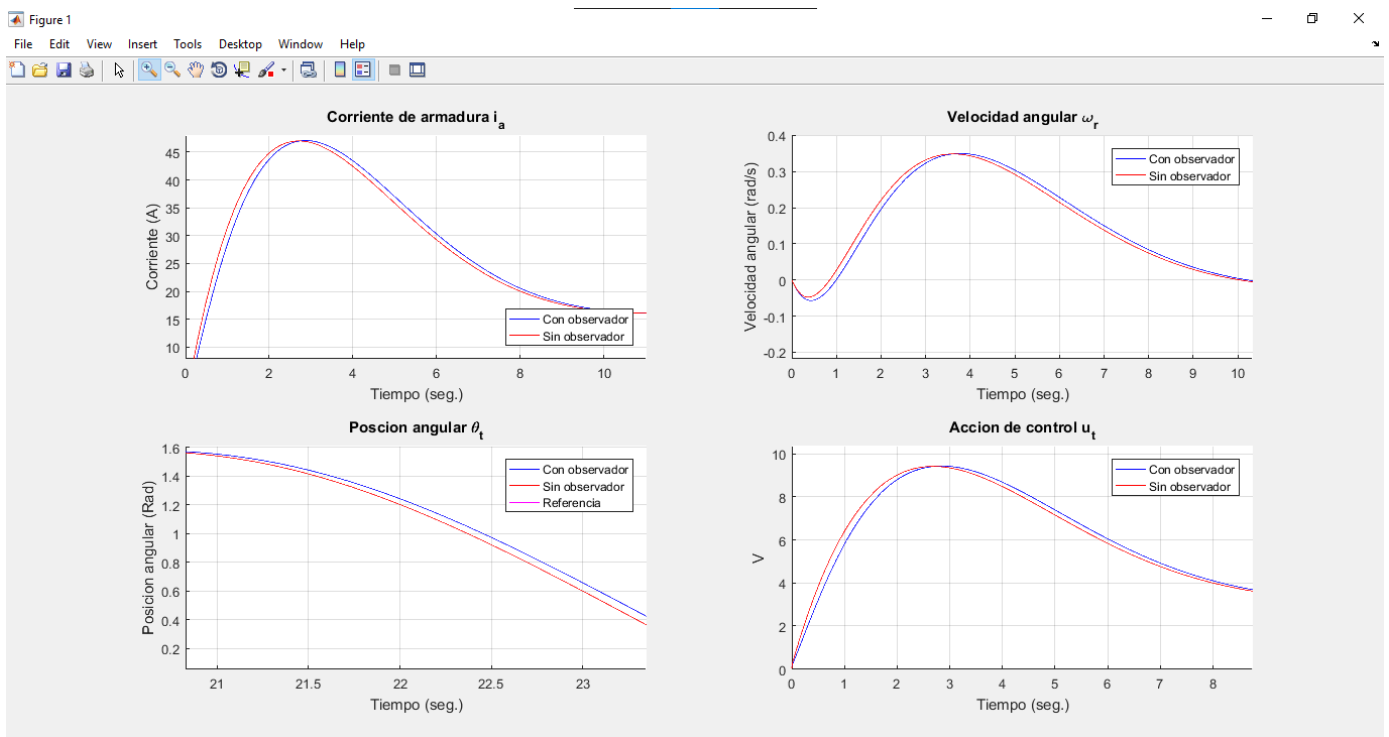 Figure 1
File Edit View Insert Tools Desktop Window Help
Corriente de armadura i_a
Corriente (A)
45
40
35
30
25
20
15
10
0 2 4 6 8 10
Tiempo (seg.)
Con observador
Sin observador
Velocidad angular ω_r
Velocidad angular (rad/s)
0.4
0.3
0.2
0.1
0
-0.1
-0.2
0 1 2 3 4 5 6 7 8 9 10
Tiempo (seg.)
Con observador
Sin observador
Poscion angular θ_t
Posicion angular (Rad)
1.6
1.4
1.2
1
0.8
0.6
0.4
0.2
21 21.5 22 22.5 23
Tiempo (seg.)
Con observador
Sin observador
Referencia
Accion de control u_t
V
10
8
6
4
2
0
0 1 2 3 4 5 6 7 8
Tiempo (seg.)
Con observador
Sin observador